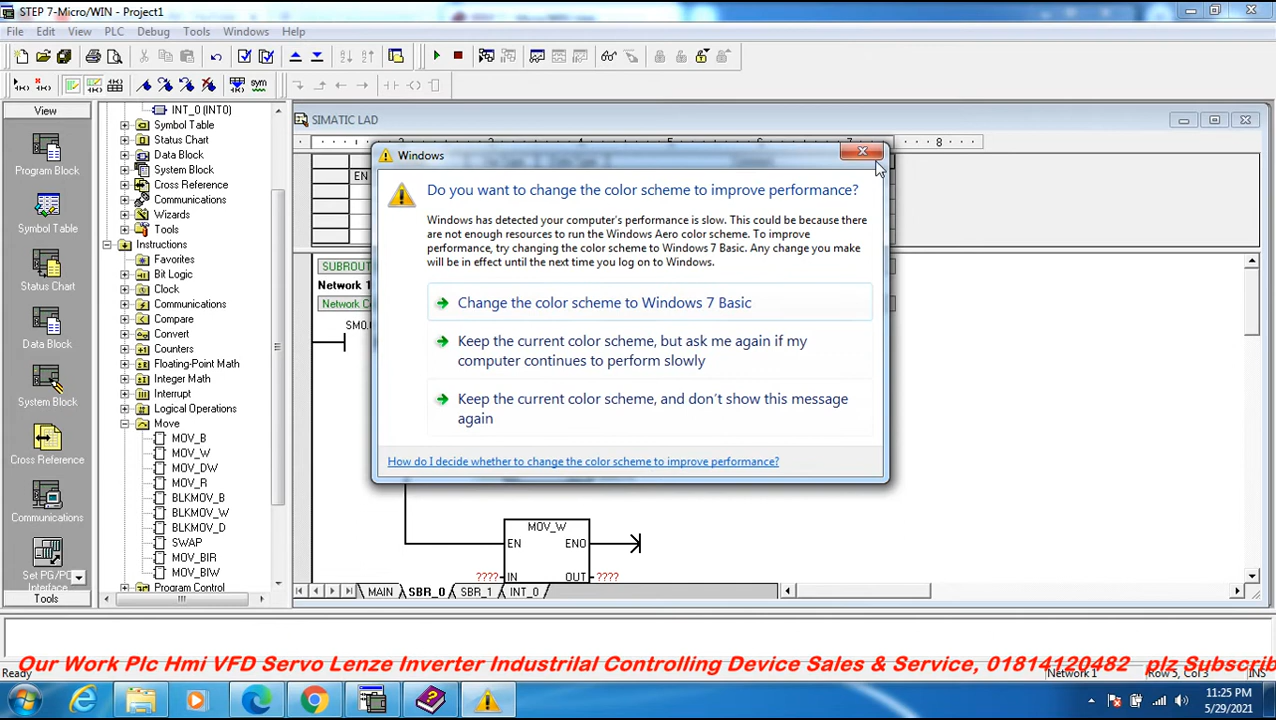 STEP 7-Micro/WIN - Project1
File Edit View PLC Debug Tools Windows Help
sym
View
Program Block
Symbol Table
Status Chart
Data Block
System Block
Cross Reference
Communications
Set PG/PC
Interface
Tools
INT_0 (INT0)
Symbol Table
Status Chart
Data Block
System Block
Cross Reference
Communications
Wizards
Tools
Instructions
Favorites
Bit Logic
Clock
Communications
Compare
Convert
Counters
Floating-Point Math
Integer Math
Interrupt
Logical Operations
Move
MOV_B
MOV_W
MOV_DW
MOV_R
BLKMOV_B
BLKMOV_W
BLKMOV_D
SWAP
MOV_BIR
MOV_BIW
Program Control
SIMATIC LAD
8
EN
SUBROUT
Network 1
Network Co
SM0.
Windows
Do you want to change the color scheme to improve performance?
Windows has detected your computer's performance is slow. This could be because there
are not enough resources to run the Windows Aero color scheme. To improve
performance, try changing the color scheme to Windows 7 Basic. Any change you make
will be in effect until the next time you log on to Windows.
Change the color scheme to Windows 7 Basic
Keep the current color scheme, but ask me again if my
computer continues to perform slowly
Keep the current color scheme, and don't show this message
again
How do I decide whether to change the color scheme to improve performance?
MOV_W
EN ENO
????-IN OUT-????
MAIN SBR_0 SBR_1 INT_0
Our Work Plc Hmi VFD Servo Lenze Inverter Industrilal Controlling Device Sales & Service, 01814120482 plz Subscrib
Ready Network 1 Row 5, Col 3 INS
11:25 PM
5/29/2021